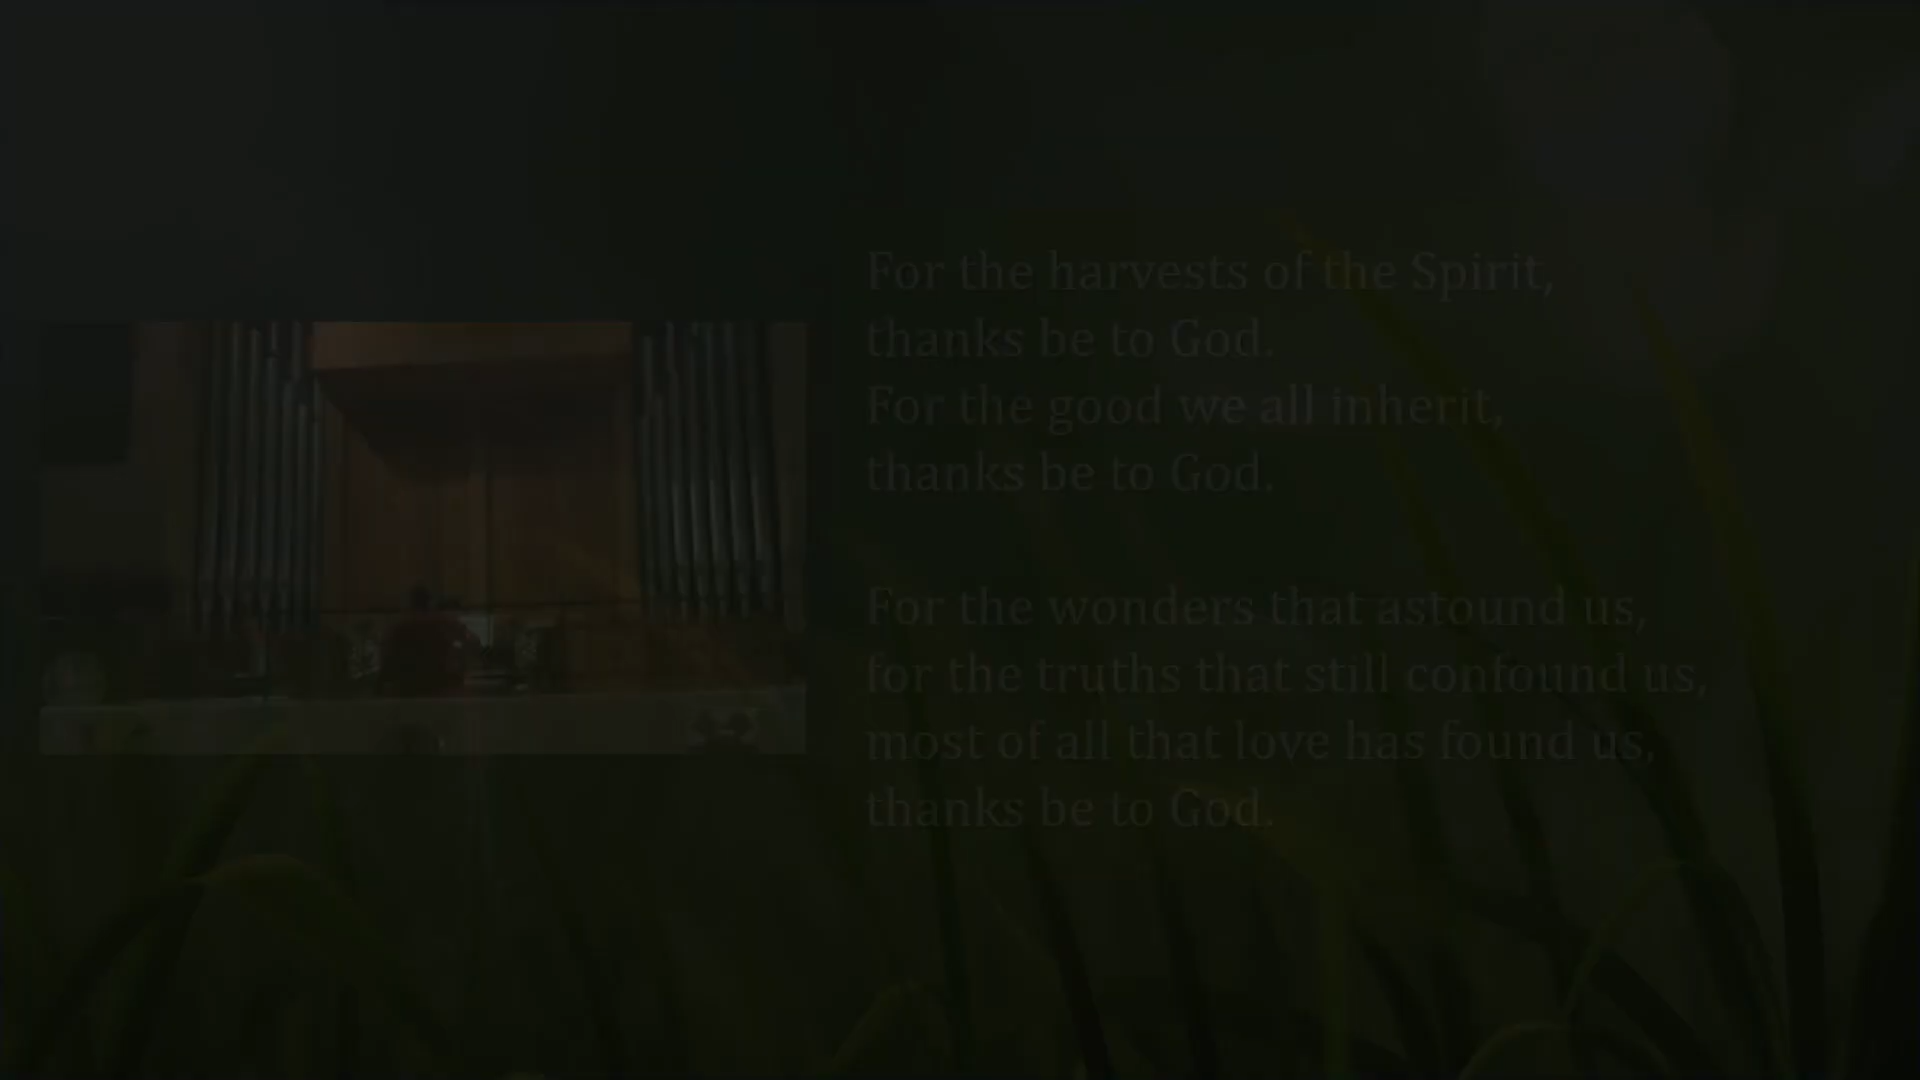 For the harvests of the Spirit,
thanks be to God.
For the good we all inherit,
thanks be to God.
For the wonders that astound us,
for the truths that still confound us,
most of all that love has found us,
thanks be to God.